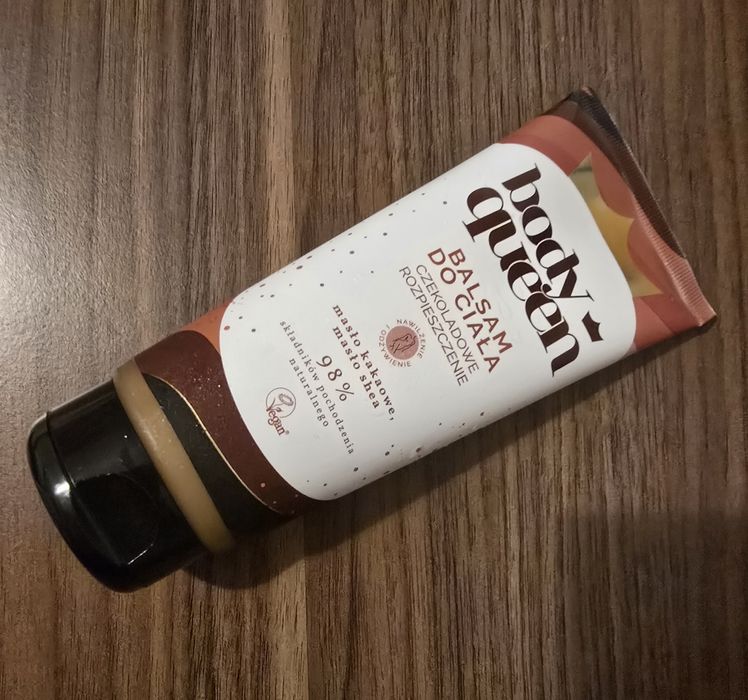 body
queen
BALSAM
DO CIAŁA
CZEKOLADOWE
ROZPIESZCZENIE
NAWILŻENIE I ODŻYWIENIE
masło kakaowe,
masło shea
98%
składników pochodzenia
naturalnego
vegan